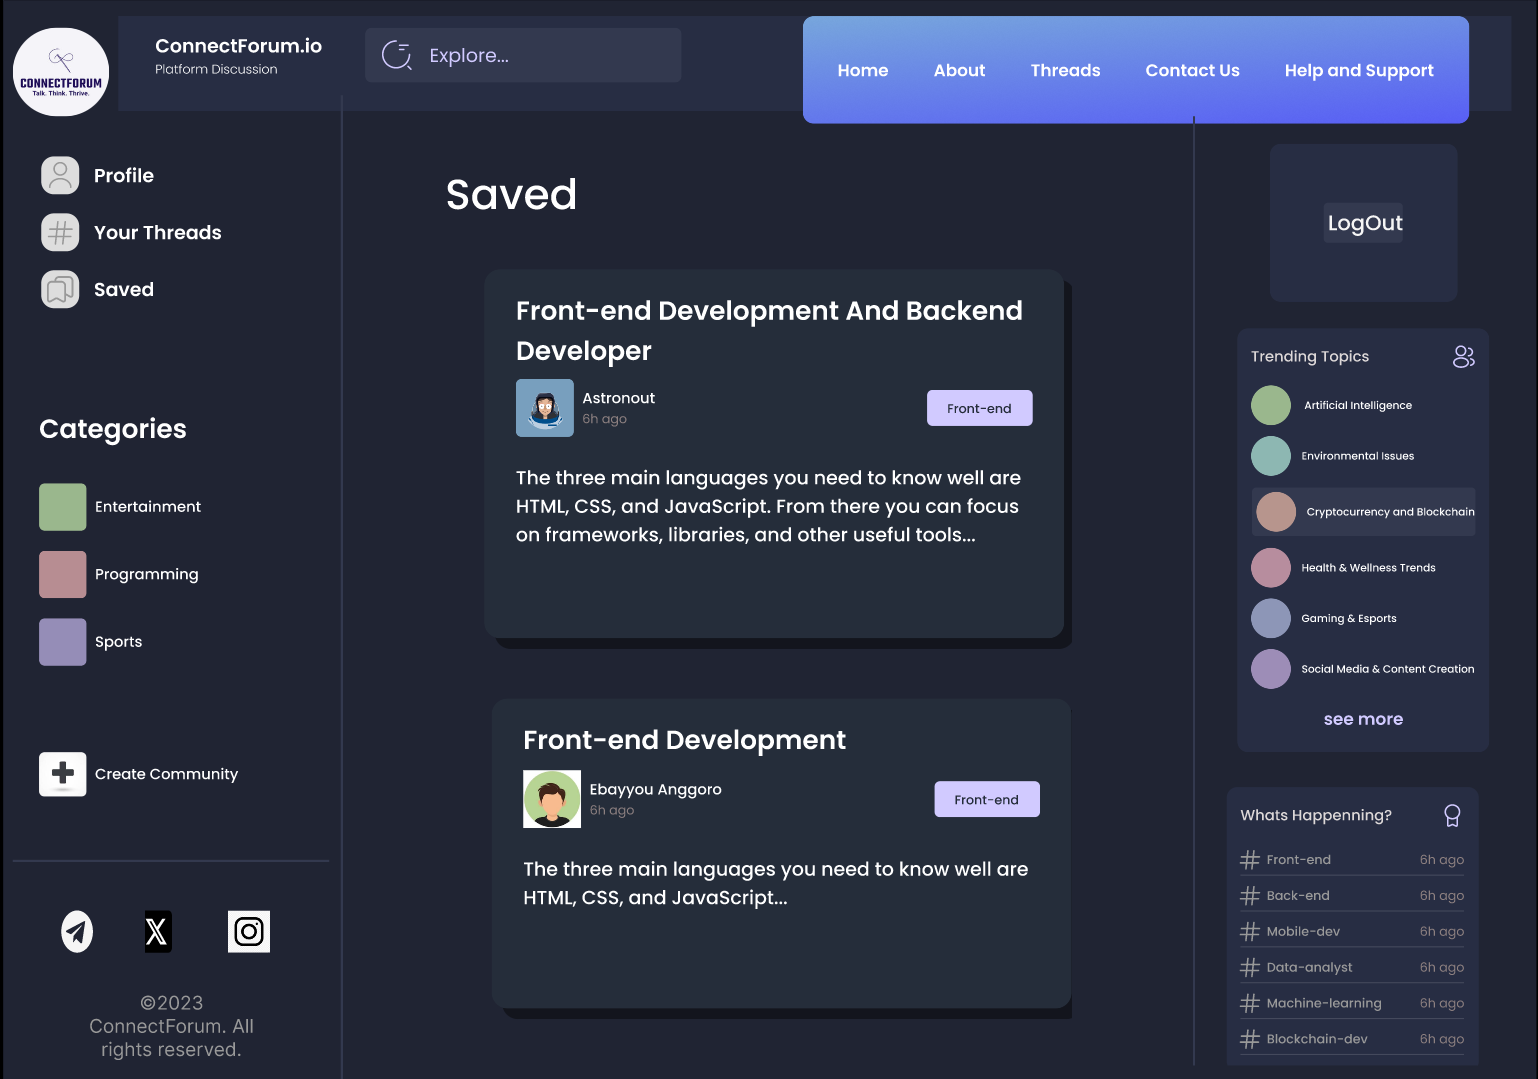 CONNECTFORUM
Talk. Think. Thrive.
ConnectForum.io
Platform Discussion
Explore...
Home
About
Threads
Contact Us
Help and Support
Profile
Your Threads
Saved
Categories
Entertainment
Programming
Sports
Create Community
©2023
ConnectForum. All
rights reserved.
Saved
Front-end Development And Backend
Developer
Astronout
6h ago
Front-end
The three main languages you need to know well are
HTML, CSS, and JavaScript. From there you can focus
on frameworks, libraries, and other useful tools...
Front-end Development
Ebayyou Anggoro
6h ago
Front-end
The three main languages you need to know well are
HTML, CSS, and JavaScript...
LogOut
Trending Topics
Artificial Intelligence
Environmental Issues
Cryptocurrency and Blockchain
Health & Wellness Trends
Gaming & Esports
Social Media & Content Creation
see more
Whats Happenning?
Front-end 6h ago
Back-end 6h ago
Mobile-dev 6h ago
Data-analyst 6h ago
Machine-learning 6h ago
Blockchain-dev 6h ago